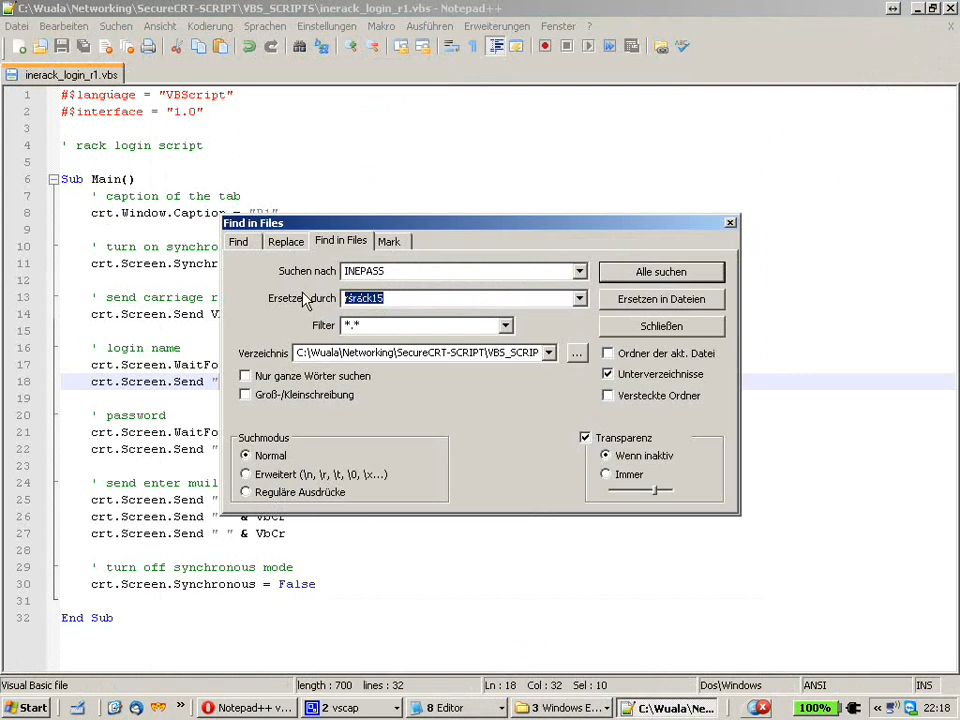 C:\Wuala\Networking\SecureCRT-SCRIPT\VBS_SCRIPTS\inerack_login_r1.vbs - Notepad++
Datei Bearbeiten Suchen Ansicht Kodierung Sprachen Einstellungen Makro Ausführen Erweiterungen Fenster ? X
inerack_login_r1.vbs
1 #$language = "VBScript"
2 #$interface = "1.0"
3
4 ' rack login script
5
6 Sub Main()
7 ' caption of the tab
8 crt.Window.Caption = "R1"
9
10 ' turn on synchro
11 crt.Screen.Synchr
12
13 ' send carriage r
14 crt.Screen.Send V
15
16 ' login name
17 crt.Screen.WaitFo
18 crt.Screen.Send "
19
20 ' password
21 crt.Screen.WaitFo
22 crt.Screen.Send "
23
24 ' send enter mul
25 crt.Screen.Send "
26 crt.Screen.Send " " & VbCr
27 crt.Screen.Send " " & VbCr
28
29 ' turn off synchronous mode
30 crt.Screen.Synchronous = False
31
32 End Sub
Find in Files
Find Replace Find in Files Mark
Suchen nach INEPASS Alle suchen
Ersetzen durch Ersetzen in Dateien
Filter *.* Schließen
Verzeichnis C:\Wuala\Networking\SecureCRT-SCRIPT\VBS_SCRIP ... Ordner der akt. Datei
Nur ganze Wörter suchen Unterverzeichnisse
Groß-/Kleinschreibung Versteckte Ordner
Suchmodus Transparenz
Normal Wenn inaktiv
Erweitert (\n, \r, \t, \0, \x...) Immer
Reguläre Ausdrücke
Visual Basic file length : 700 lines : 32 Ln : 18 Col : 32 Sel : 10 Dos\Windows ANSI INS
Start » Notepad++ v... 2 vscap 8 Editor 3 Windows E... C:\Wuala\Ne... 100% « 22:18